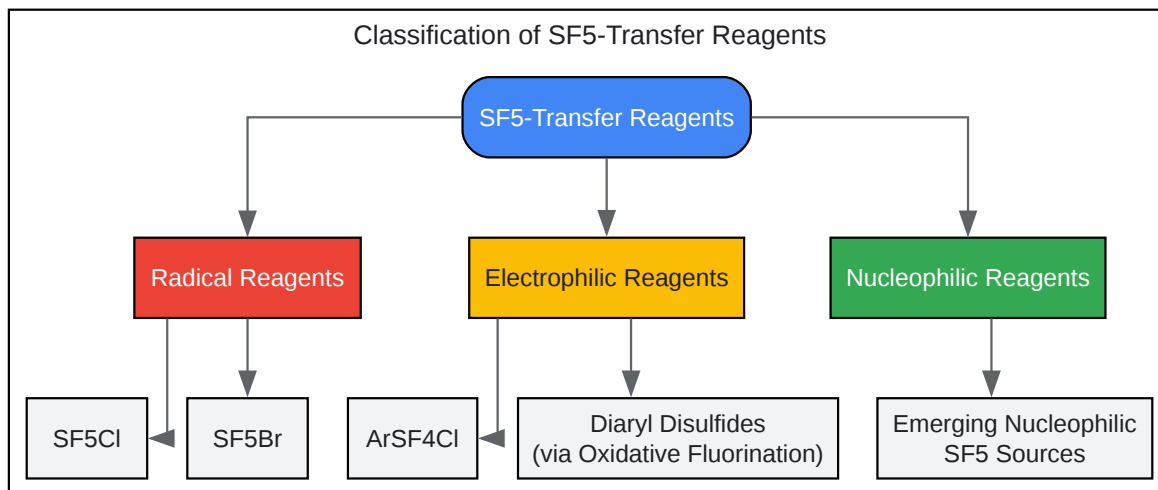 Classification of SF5-Transfer Reagents
SF5-Transfer Reagents
Radical Reagents
Electrophilic Reagents
Nucleophilic Reagents
SF5Cl
SF5Br
ArSF4Cl
Diaryl Disulfides
(via Oxidative Fluorination)
Emerging Nucleophilic
SF5 Sources